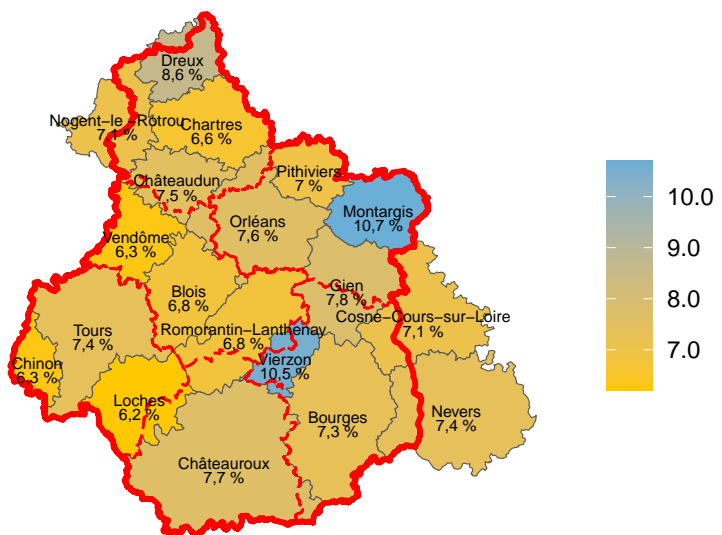 Dreux
8,6 %
Nogent−le −Rotrou
7,1 %
Chartres
6,6 %
Pithiviers
7 %
Châteaudun
7,5 %
Montargis
10,7 %
Orléans
7,6 %
Vendôme
6,3 %
Gien
7,8 %
Blois
6,8 %
Cosne−Cours−sur−Loire
7,1 %
Romorantin−Lanthenay
6,8 %
Tours
7,4 %
Vierzon
10,5 %
Chinon
6,3 %
Loches
6,2 %
Bourges
7,3 %
Nevers
7,4 %
Châteauroux
7,7 %
10.0
9.0
8.0
7.0